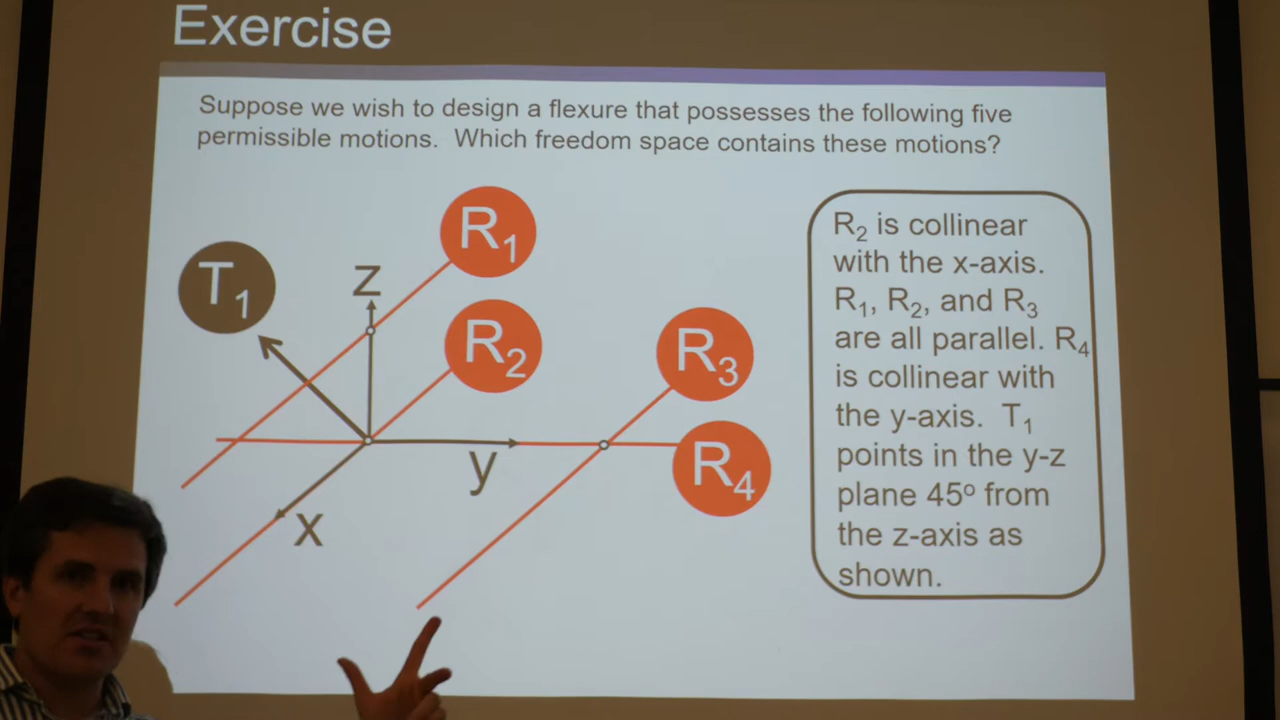 Exercise
Suppose we wish to design a flexure that possesses the following five
permissible motions. Which freedom space contains these motions?
R1
T1
z
R2
R3
R4
y
x
R2 is collinear
with the x-axis.
R1, R2, and R3
are all parallel. R4
is collinear with
the y-axis. T1
points in the y-z
plane 45º from
the z-axis as
shown.